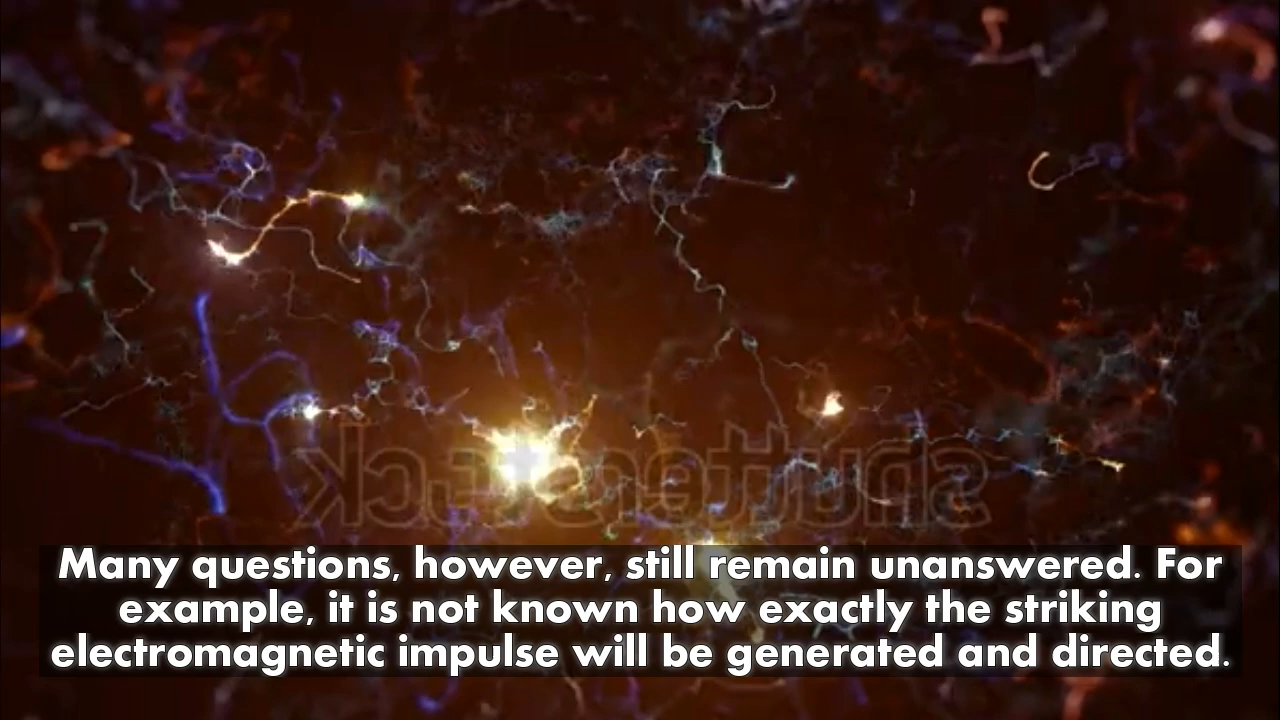 shutterstock
Many questions, however, still remain unanswered. For
example, it is not known how exactly the striking
electromagnetic impulse will be generated and directed.